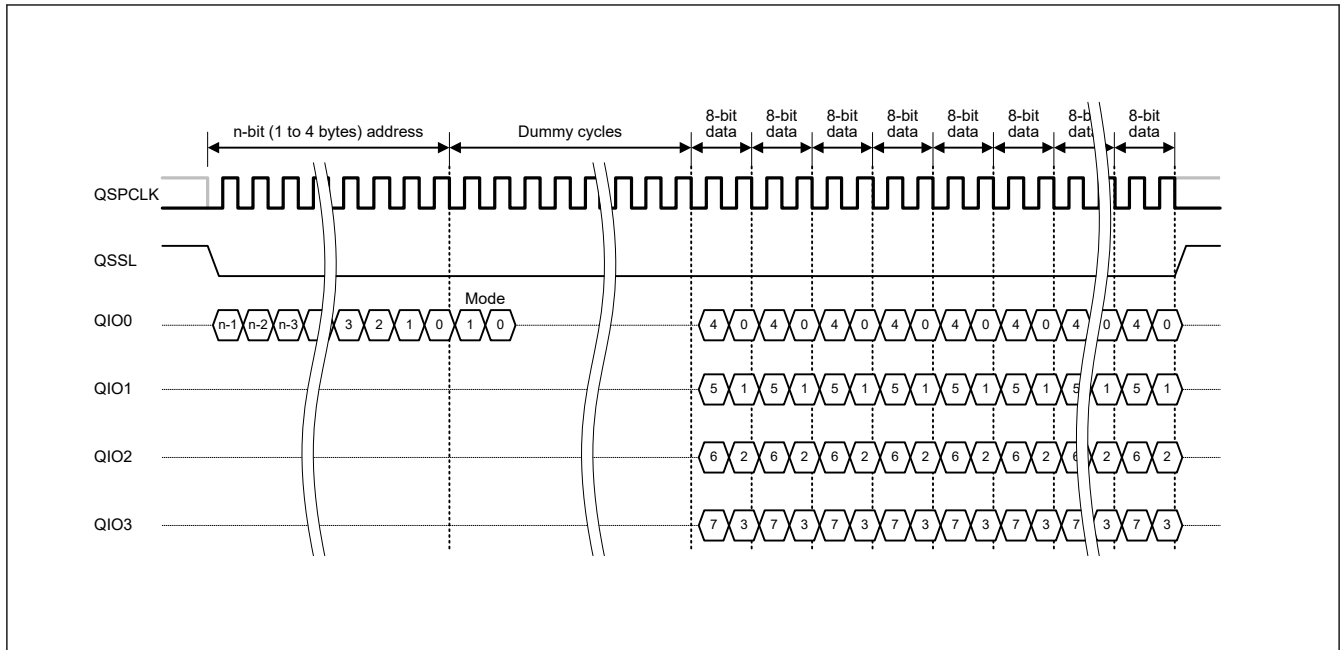 8-bit 8-bit 8-bit 8-bit 8-bit 8-bit 8-b 8-bit
n-bit (1 to 4 bytes) address Dummy cycles data data data data data data data data
QSPCLK
QSSL
Mode
QIO0 n-1 n-2 n-3 3 2 1 0 1 0 4 0 4 0 4 0 4 0 4 0 4 0 4 0 4 0
QIO1 5 1 5 1 5 1 5 1 5 1 5 1 5 1 5 1
QIO2 6 2 6 2 6 2 6 2 6 2 6 2 6 2 6 2
QIO3 7 3 7 3 7 3 7 3 7 3 7 3 7 3 7 3